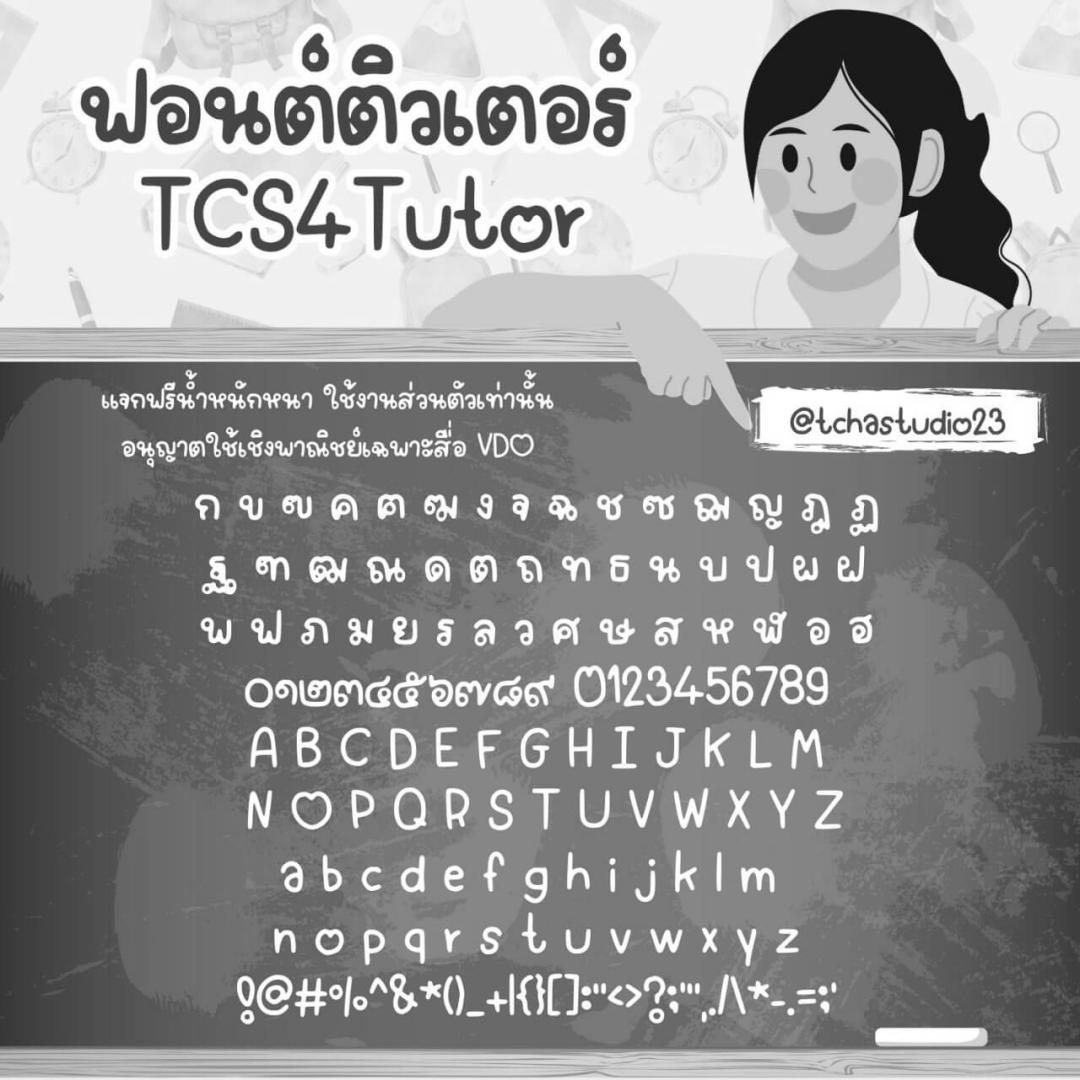 ฟอนต์ติวเตอร์
TCS4Tutor
แจกฟรีน้ำหนักหนา ใช้งานส่วนตัวเท่านั้น
อนุญาตใช้เชิงพาณิชย์เฉพาะสื่อ VDO
@tchastudio23
ก ข ฃ ค ฅ ฆ ง จ ฉ ช ซ ฌ ญ ฎ ฏ
ฐ ฑ ฒ ณ ด ต ถ ท ธ น บ ป ผ ฝ
พ ฟ ภ ม ย ร ล ว ศ ษ ส ห ฬ อ ฮ
๐๑๒๓๔๕๖๗๘๙ 0123456789
A B C D E F G H I J K L M
N O P Q R S T U V W X Y Z
a b c d e f g h i j k l m
n o p q r s t u v w x y z
!@#%^&*()_+|{}[]:"<>?;'",./\*-.=;'